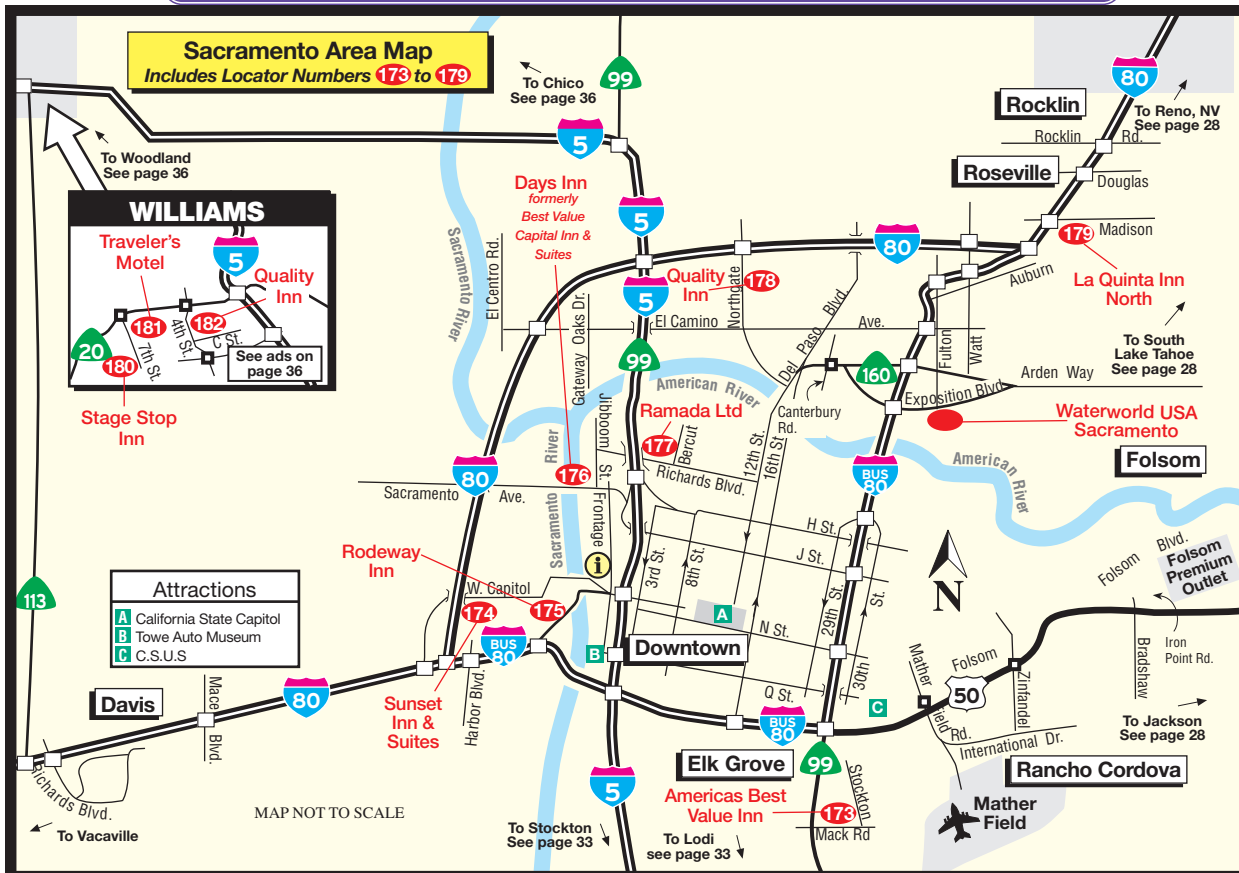 Sacramento Area Map
Includes Locator Numbers 173 to 179
To Chico
See page 36
99
80
Rocklin
To Reno, NV
See page 28
Rocklin Rd.
5
To Woodland
See page 36
Roseville
Douglas
WILLIAMS
Traveler's
Motel
5
Quality
Inn
181
182
20
180
7th St.
4th St.
C St.
See ads on
page 36
Stage Stop
Inn
Days Inn
formerly
Best Value
Capital Inn &
Suites
5
Sacramento River
El Centro Rd.
80
179
Madison
Auburn
La Quinta Inn
North
Quality
Inn
178
Northgate
5
Gateway Oaks Dr.
El Camino Ave.
Del Paso Blvd.
Fulton
Watt
To South
Lake Tahoe
See page 28
99
160
Arden Way
American River
Canterbury
Rd.
Exposition Blvd.
Waterworld USA
Sacramento
Ramada Ltd
177
Bercut
Jibboom St.
12th St.
16th St
Folsom
176
Richards Blvd.
BUS
80
American River
80
Sacramento Ave.
Sacramento River
Frontage
H St.
J St.
3rd St.
8th St.
29th St.
30th St.
N
Folsom Blvd.
Folsom
Premium
Outlet
Rodeway
Inn
i
W. Capitol
174
175
A
N St.
113
Attractions
A California State Capitol
B Towe Auto Museum
C C.S.U.S
BUS
80
B
Downtown
Q St.
Mather Field Rd.
Folsom
50
Zinfandel
Bradshaw
Iron
Point Rd.
Davis
Mace Blvd.
80
Sunset
Inn &
Suites
Harbor Blvd.
BUS
80
C
International Dr.
To Jackson
See page 28
Richards Blvd.
Elk Grove
99
Rancho Cordova
5
Americas Best
Value Inn
173
Stockton
Mack Rd
Mather
Field
To Vacaville
MAP NOT TO SCALE
To Stockton
See page 33
To Lodi
see page 33